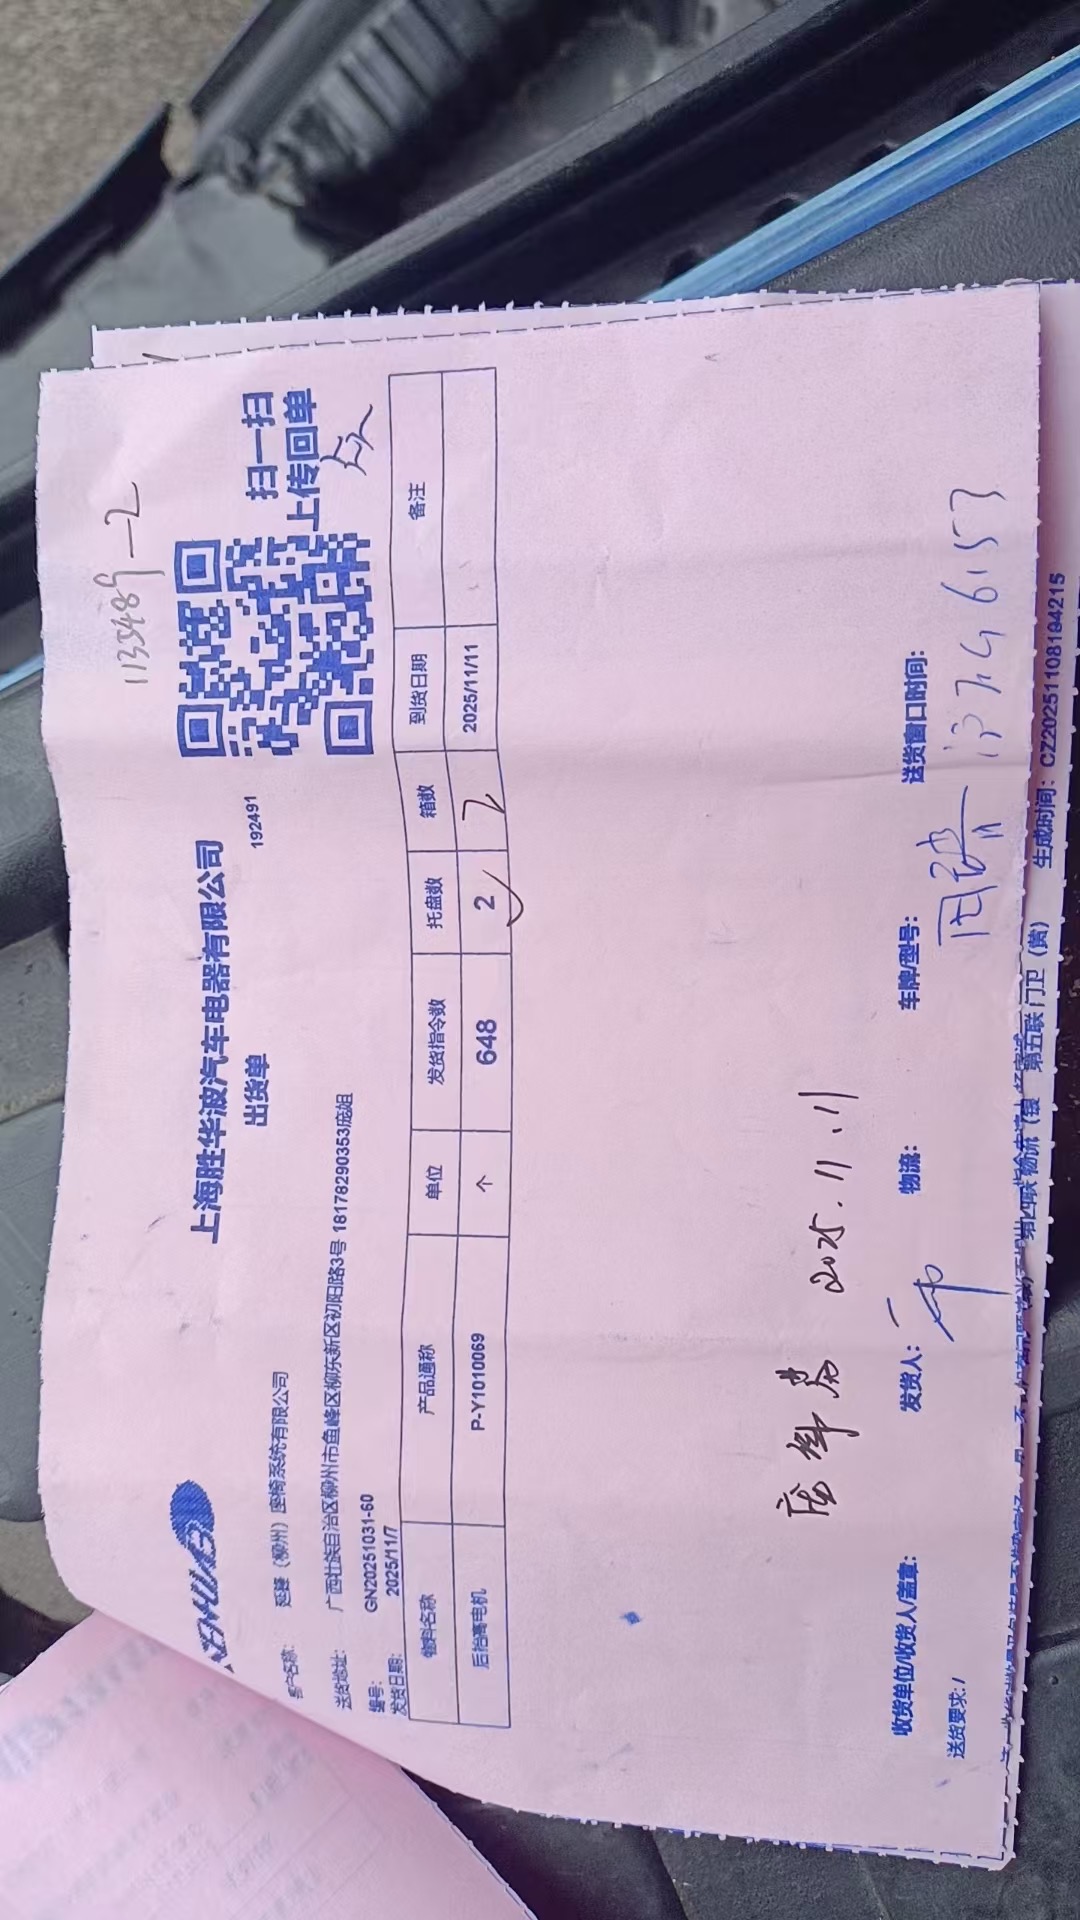 113489-2
上海胜华波汽车电器有限公司
出货单
192491
扫一扫
上传回单
客户名称: 延锋（柳州）座椅系统有限公司
送货地址: 广西壮族自治区柳州市鱼峰区柳东新区初阳路3号 18178290353庞姐
编号: GN20251031-60
发货日期: 2025/11/7
物料名称 产品通称 单位 发货指令数 托盘数 箱数 到货日期 备注
后抬高电机 P-Y1010069 个 648 2 2 2025/11/11
2025.11.11
收货单位/收货人/盖章: 发货人: 物流: 车牌/型号: 送货窗口时间:
送货要求: /
第五联 门卫（黄） 生成时间: CZ20251108194215